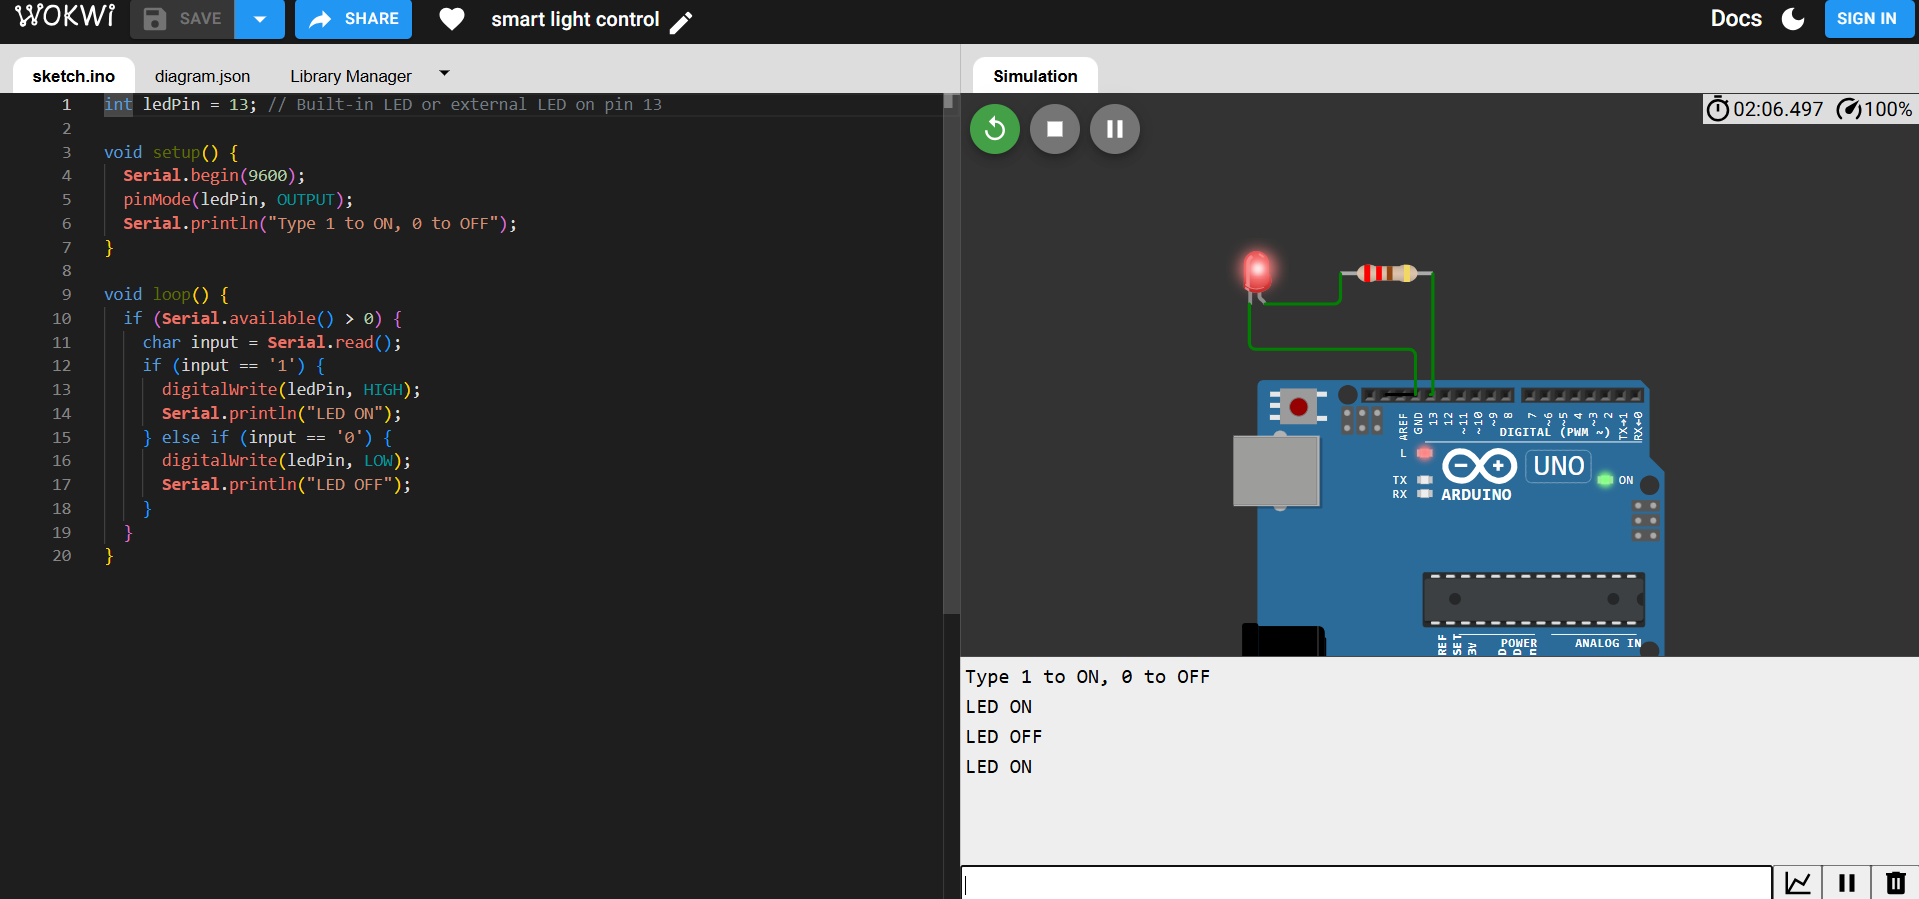 WOKWi SAVE SHARE smart light control Docs SIGN IN
sketch.ino diagram.json Library Manager Simulation
02:06.497 100%
1 int ledPin = 13; // Built-in LED or external LED on pin 13
2
3 void setup() {
4 Serial.begin(9600);
5 pinMode(ledPin, OUTPUT);
6 Serial.println("Type 1 to ON, 0 to OFF");
7 }
8
9 void loop() {
10 if (Serial.available() > 0) {
11 char input = Serial.read();
12 if (input == '1') {
13 digitalWrite(ledPin, HIGH);
14 Serial.println("LED ON");
15 } else if (input == '0') {
16 digitalWrite(ledPin, LOW);
17 Serial.println("LED OFF");
18 }
19 }
20 }
AREF GND 13 12 ~11 ~10 ~9 8 7 ~6 ~5 4 ~3 2 TX→1 RX←0
DIGITAL (PWM ~)
L
UNO
TX ON
RX ARDUINO
POWER ANALOG IN
Type 1 to ON, 0 to OFF
LED ON
LED OFF
LED ON